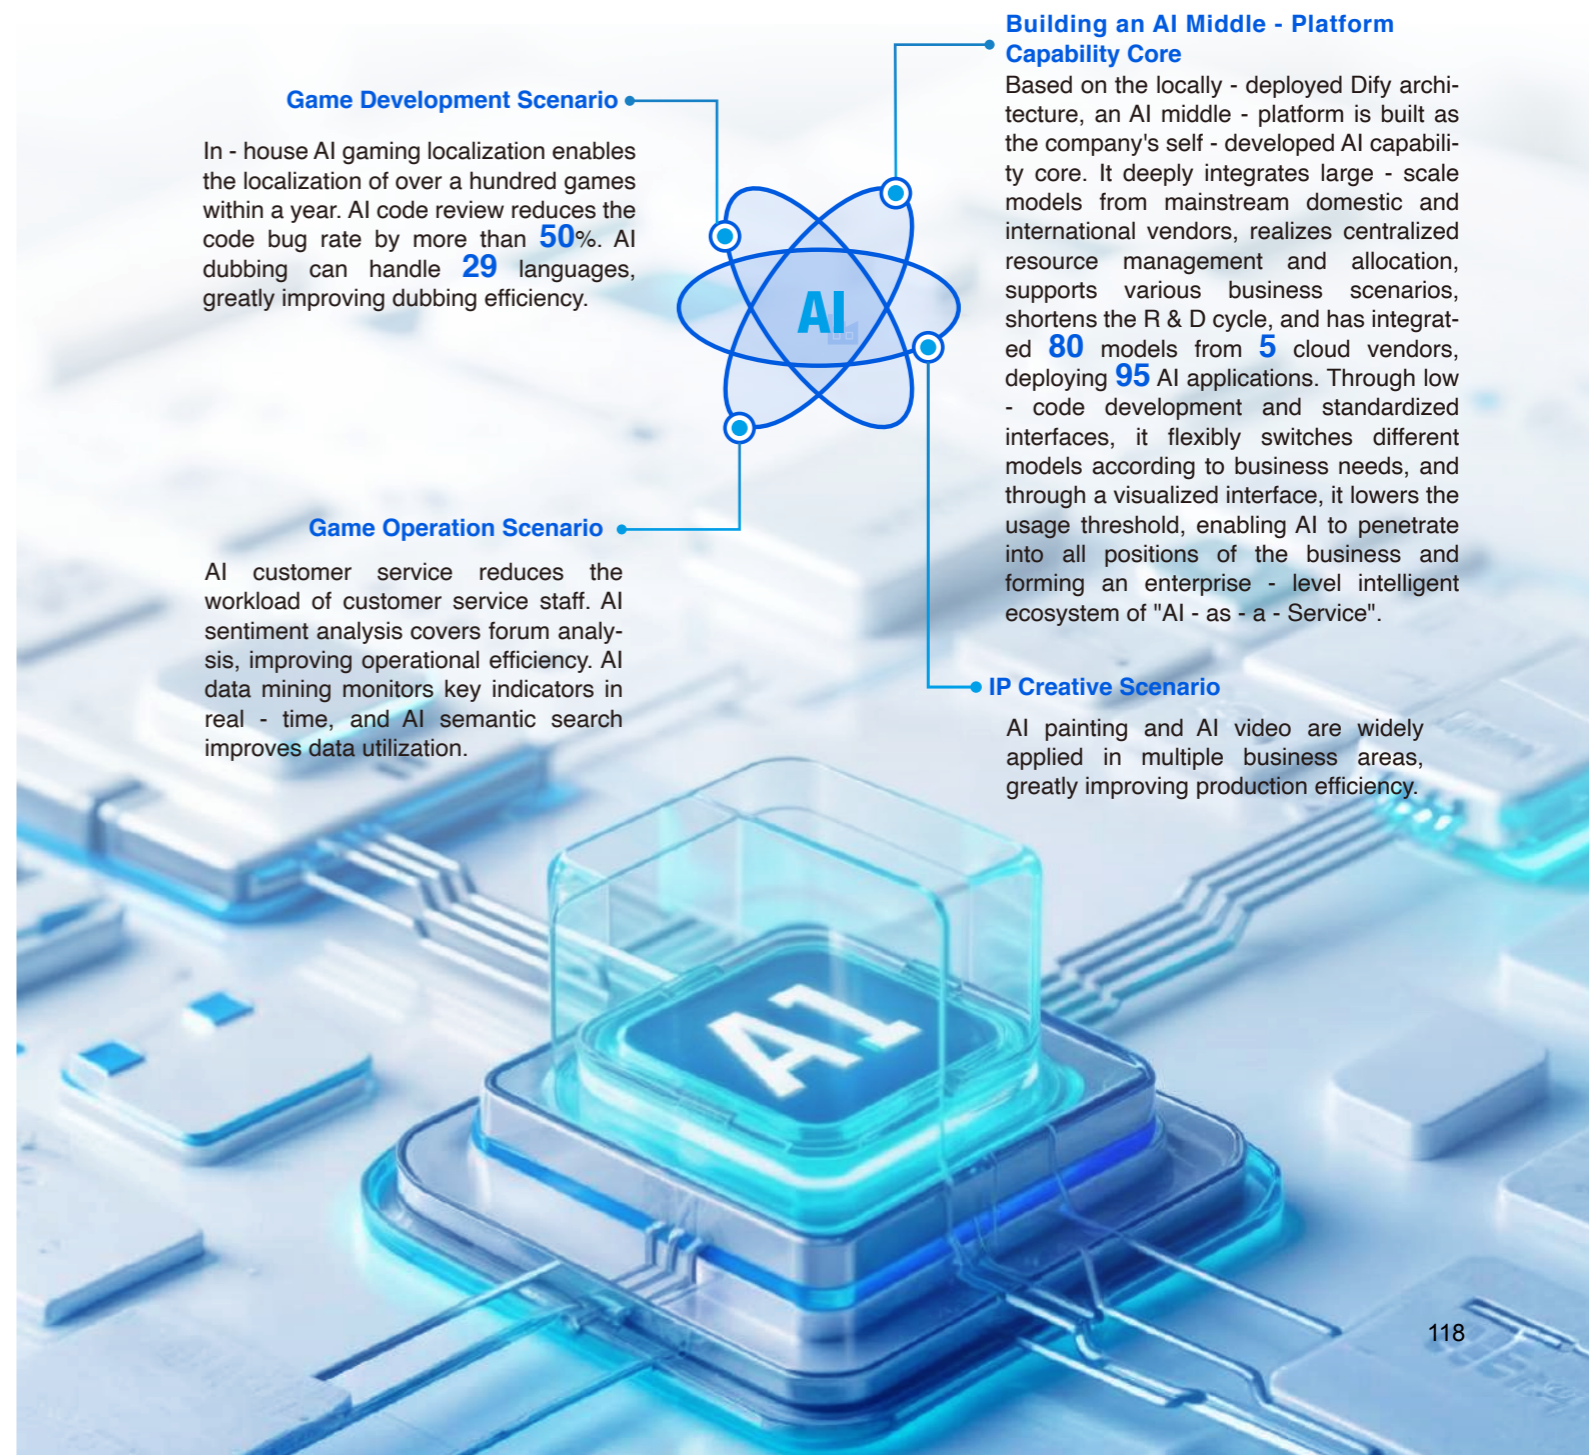 Game Development Scenario
In - house AI gaming localization enables
the localization of over a hundred games
within a year. AI code review reduces the
code bug rate by more than 50%. AI
dubbing can handle 29 languages,
greatly improving dubbing efficiency.
Game Operation Scenario
AI customer service reduces the
workload of customer service staff. AI
sentiment analysis covers forum analy-
sis, improving operational efficiency. AI
data mining monitors key indicators in
real - time, and AI semantic search
improves data utilization.
AI
Building an AI Middle - Platform
Capability Core
Based on the locally - deployed Dify archi-
tecture, an AI middle - platform is built as
the company's self - developed AI capabili-
ty core. It deeply integrates large - scale
models from mainstream domestic and
international vendors, realizes centralized
resource management and allocation,
supports various business scenarios,
shortens the R & D cycle, and has integrat-
ed 80 models from 5 cloud vendors,
deploying 95 AI applications. Through low
- code development and standardized
interfaces, it flexibly switches different
models according to business needs, and
through a visualized interface, it lowers the
usage threshold, enabling AI to penetrate
into all positions of the business and
forming an enterprise - level intelligent
ecosystem of "AI - as - a - Service".
IP Creative Scenario
AI painting and AI video are widely
applied in multiple business areas,
greatly improving production efficiency.
AI
118